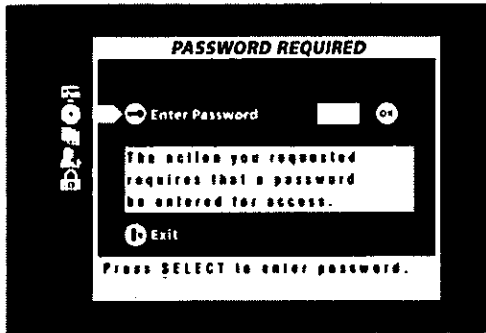 PASSWORD REQUIRED
Enter Password
OK
The action you requested
requires that a password
be entered for access.
Exit
Press SELECT to enter password.